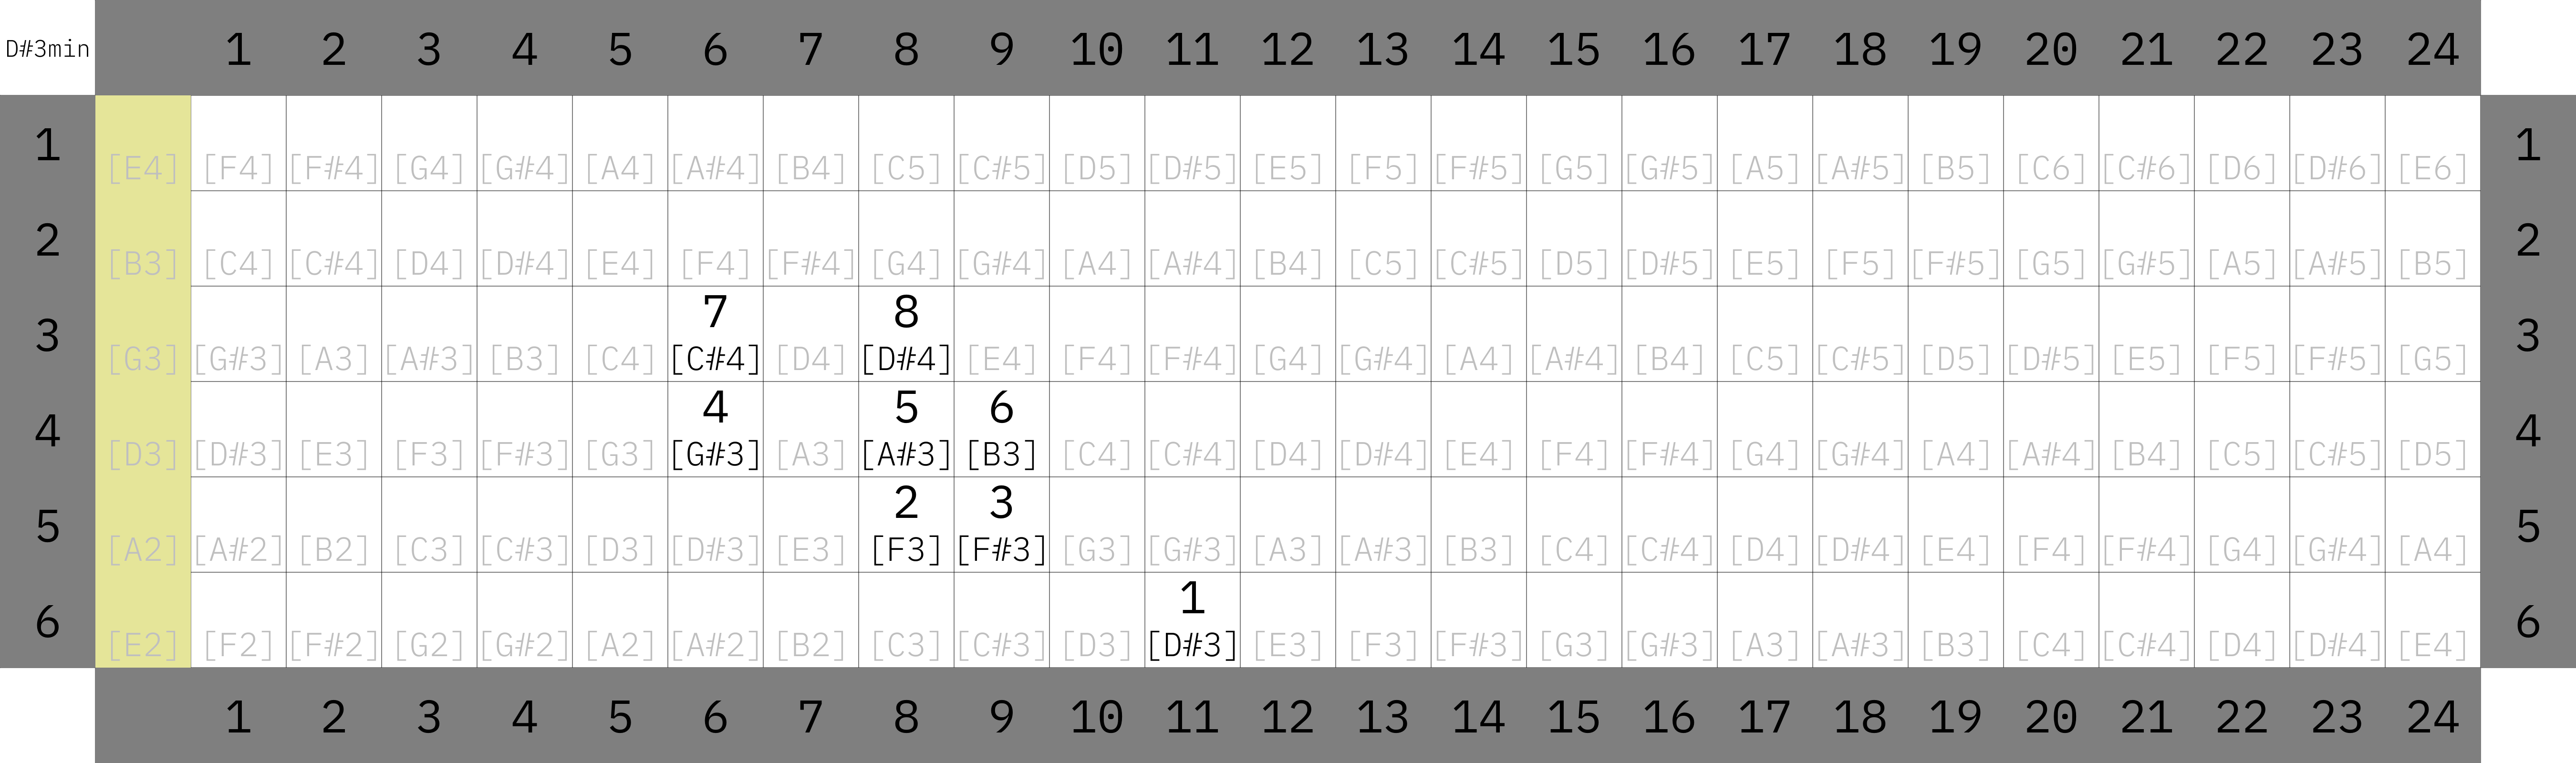 D#3min 1 2 3 4 5 6 7 8 9 10 11 12 13 14 15 16 17 18 19 20 21 22 23 24
1 [E4] [F4] [F#4] [G4] [G#4] [A4] [A#4] [B4] [C5] [C#5] [D5] [D#5] [E5] [F5] [F#5] [G5] [G#5] [A5] [A#5] [B5] [C6] [C#6] [D6] [D#6] [E6] 1
2 [B3] [C4] [C#4] [D4] [D#4] [E4] [F4] [F#4] [G4] [G#4] [A4] [A#4] [B4] [C5] [C#5] [D5] [D#5] [E5] [F5] [F#5] [G5] [G#5] [A5] [A#5] [B5] 2
7 8
3 [G3] [G#3] [A3] [A#3] [B3] [C4] [C#4] [D4] [D#4] [E4] [F4] [F#4] [G4] [G#4] [A4] [A#4] [B4] [C5] [C#5] [D5] [D#5] [E5] [F5] [F#5] [G5] 3
4 5 6
4 [D3] [D#3] [E3] [F3] [F#3] [G3] [G#3] [A3] [A#3] [B3] [C4] [C#4] [D4] [D#4] [E4] [F4] [F#4] [G4] [G#4] [A4] [A#4] [B4] [C5] [C#5] [D5] 4
2 3
5 [A2] [A#2] [B2] [C3] [C#3] [D3] [D#3] [E3] [F3] [F#3] [G3] [G#3] [A3] [A#3] [B3] [C4] [C#4] [D4] [D#4] [E4] [F4] [F#4] [G4] [G#4] [A4] 5
1
6 [E2] [F2] [F#2] [G2] [G#2] [A2] [A#2] [B2] [C3] [C#3] [D3] [D#3] [E3] [F3] [F#3] [G3] [G#3] [A3] [A#3] [B3] [C4] [C#4] [D4] [D#4] [E4] 6
1 2 3 4 5 6 7 8 9 10 11 12 13 14 15 16 17 18 19 20 21 22 23 24